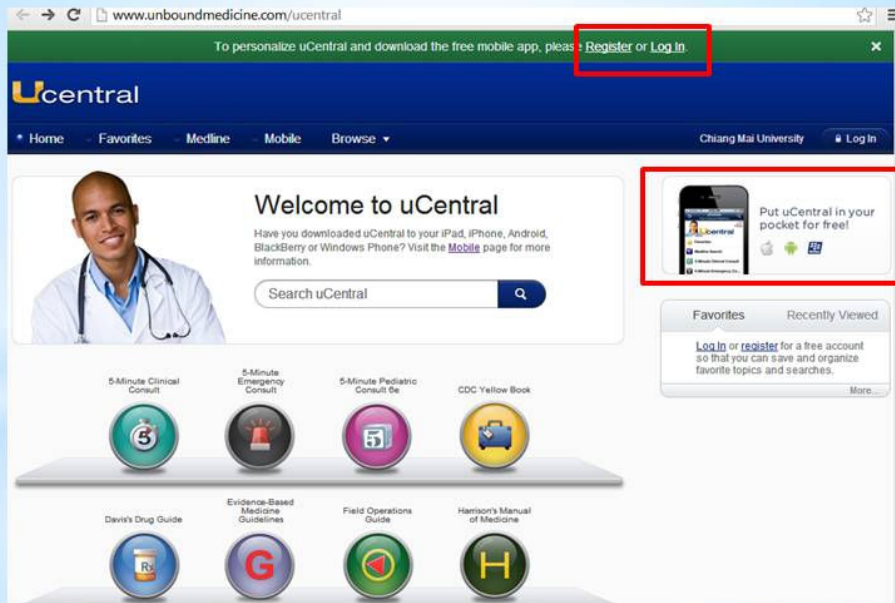 www.unboundmedicine.com/ucentral
To personalize uCentral and download the free mobile app, please Register or Log In.
Ucentral
Home Favorites Medline Mobile Browse Chiang Mai University Log In
Welcome to uCentral
Have you downloaded uCentral to your iPad, iPhone, Android,
BlackBerry or Windows Phone? Visit the Mobile page for more
information.
Search uCentral
Put uCentral in your
pocket for free!
Ucentral
Favorites Recently Viewed
Log In or register for a free account
so that you can save and organize
favorite topics and searches.
More...
5-Minute Clinical
Consult
5-Minute
Emergency
Consult
5-Minute Pediatric
Consult 6e
CDC Yellow Book
5
5
Davis's Drug Guide
Evidence-Based
Medicine
Guidelines
Field Operations
Guide
Harrison's Manual
of Medicine
Rx
G
H